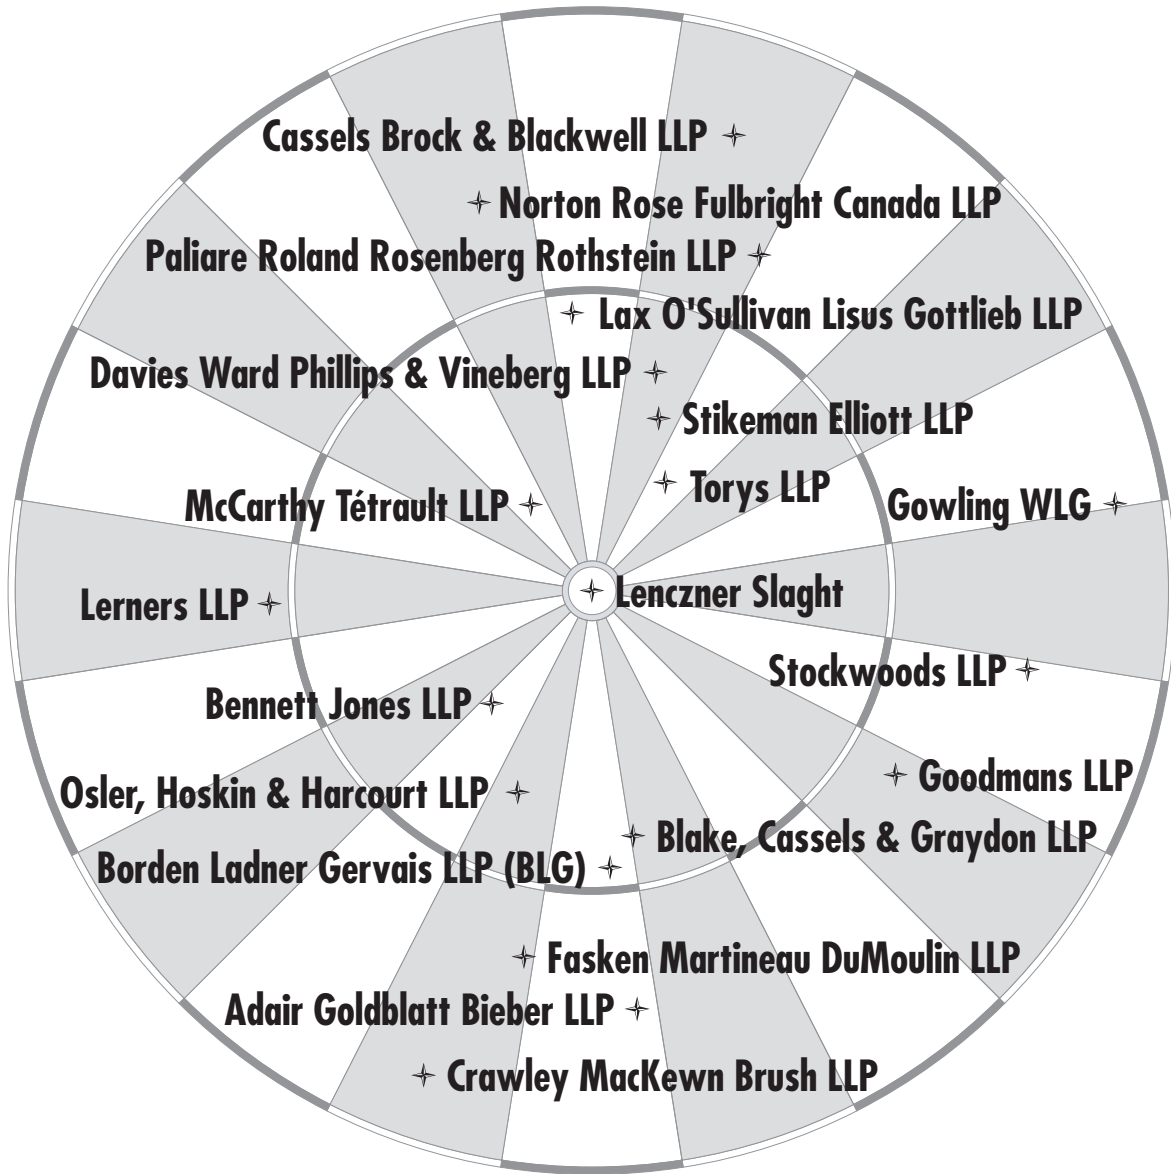 Cassels Brock & Blackwell LLP
Norton Rose Fulbright Canada LLP
Paliare Roland Rosenberg Rothstein LLP
Lax O'Sullivan Lisus Gottlieb LLP
Davies Ward Phillips & Vineberg LLP
Stikeman Elliott LLP
Torys LLP
McCarthy Tétrault LLP
Gowling WLG
Lenczner Slaght
Lerners LLP
Stockwoods LLP
Bennett Jones LLP
Goodmans LLP
Osler, Hoskin & Harcourt LLP
Blake, Cassels & Graydon LLP
Borden Ladner Gervais LLP (BLG)
Fasken Martineau DuMoulin LLP
Adair Goldblatt Bieber LLP
Crawley MacKewn Brush LLP